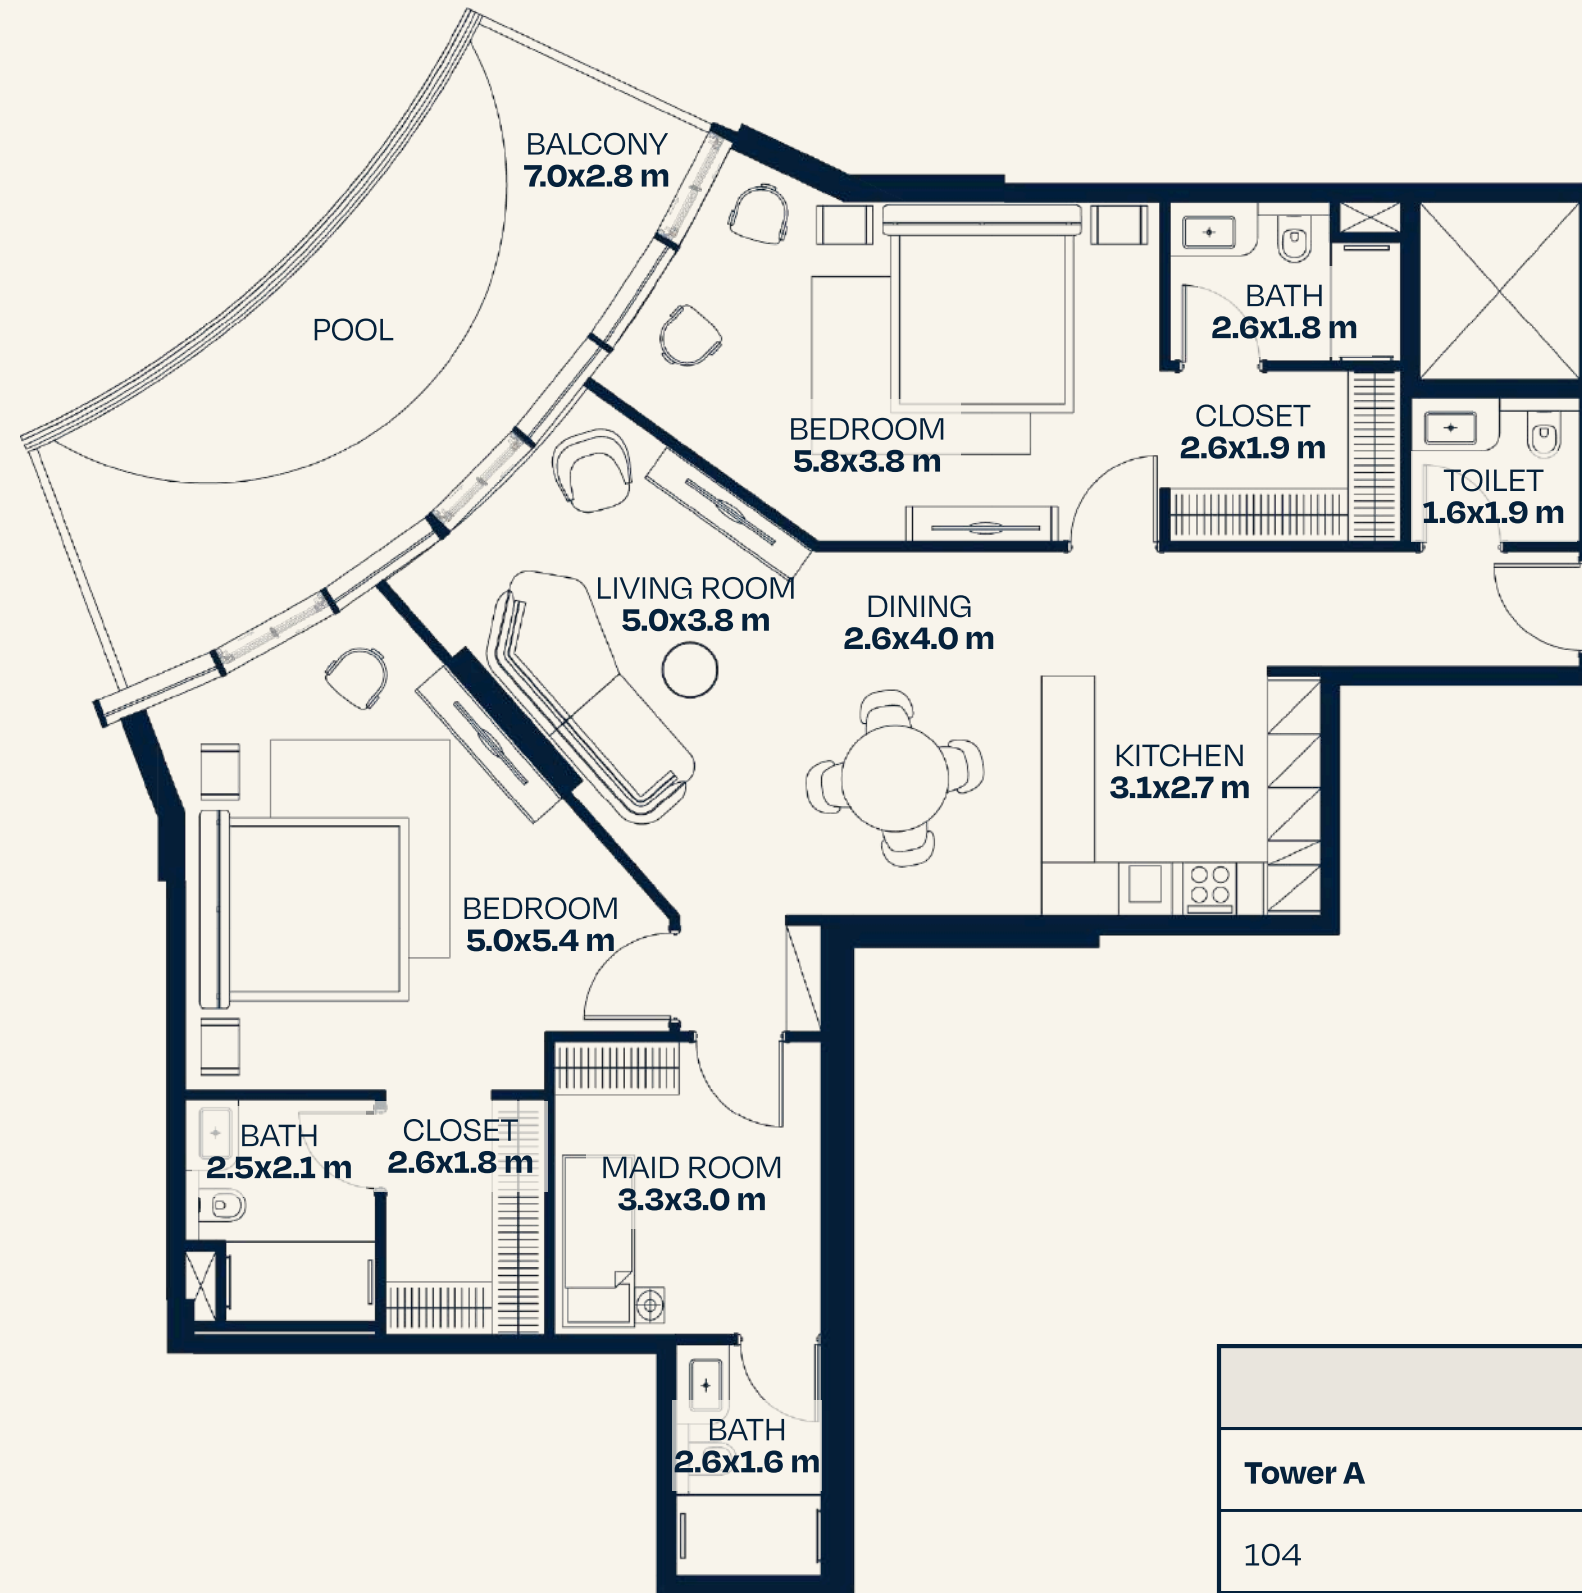 BALCONY
7.0x2.8 m
POOL
BATH
2.6x1.8 m
BEDROOM
5.8x3.8 m
CLOSET
2.6x1.9 m
TOILET
1.6x1.9 m
LIVING ROOM
5.0x3.8 m
DINING
2.6x4.0 m
KITCHEN
3.1x2.7 m
BEDROOM
5.0x5.4 m
BATH
2.5x2.1 m
CLOSET
2.6x1.8 m
MAID ROOM
3.3x3.0 m
BATH
2.6x1.6 m
Tower A
104